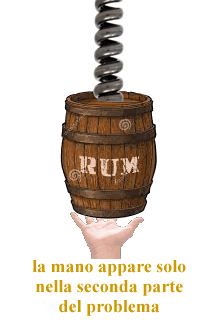 RUM
la mano appare solo
nella seconda parte
del problema